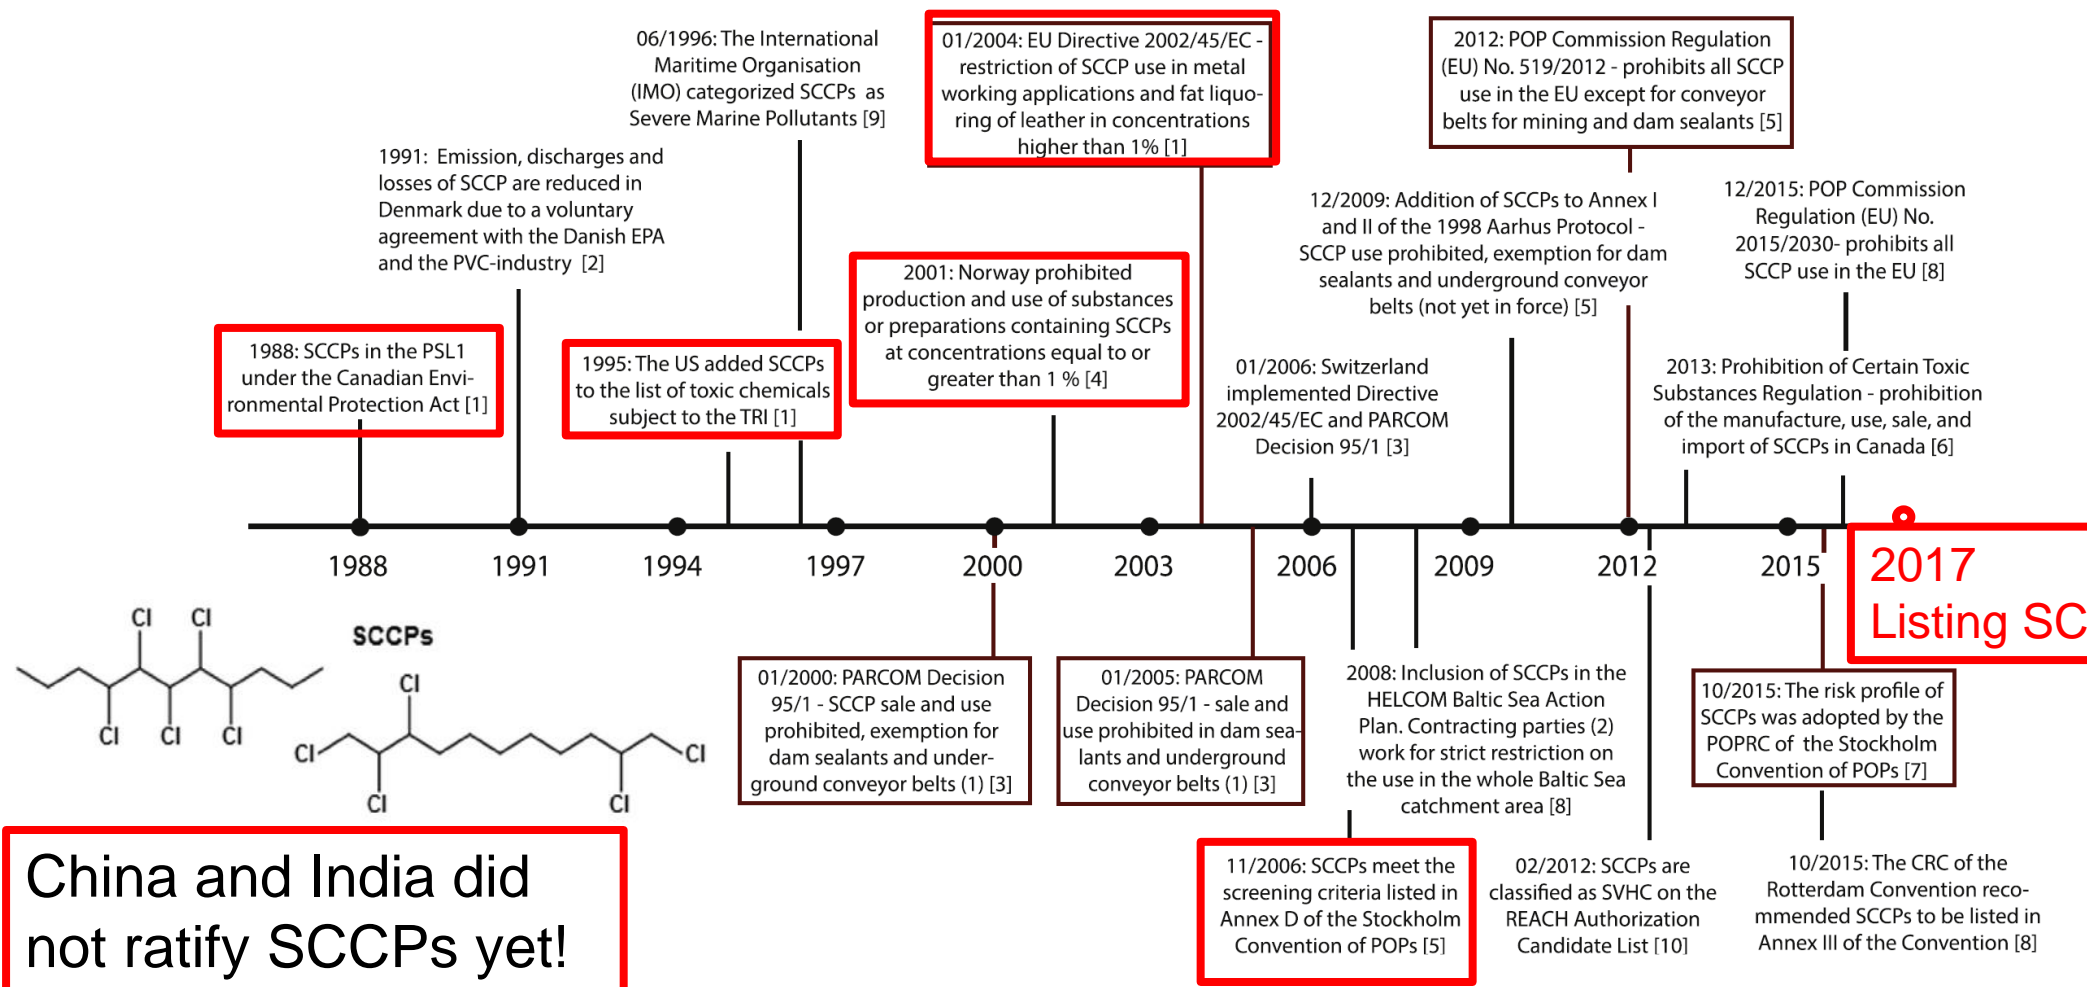 06/1996: The International
Maritime Organisation
(IMO) categorized SCCPs as
Severe Marine Pollutants [9]
01/2004: EU Directive 2002/45/EC -
restriction of SCCP use in metal
working applications and fat liquo-
ring of leather in concentrations
higher than 1% [1]
2012: POP Commission Regulation
(EU) No. 519/2012 - prohibits all SCCP
use in the EU except for conveyor
belts for mining and dam sealants [5]
1991: Emission, discharges and
losses of SCCP are reduced in
Denmark due to a voluntary
agreement with the Danish EPA
and the PVC-industry [2]
12/2009: Addition of SCCPs to Annex I
and II of the 1998 Aarhus Protocol -
SCCP use prohibited, exemption for dam
sealants and underground conveyor
belts (not yet in force) [5]
12/2015: POP Commission
Regulation (EU) No.
2015/2030- prohibits all
SCCP use in the EU [8]
2001: Norway prohibited
production and use of substances
or preparations containing SCCPs
at concentrations equal to or
greater than 1 % [4]
1988: SCCPs in the PSL1
under the Canadian Envi-
ronmental Protection Act [1]
1995: The US added SCCPs
to the list of toxic chemicals
subject to the TRI [1]
01/2006: Switzerland
implemented Directive
2002/45/EC and PARCOM
Decision 95/1 [3]
2013: Prohibition of Certain Toxic
Substances Regulation - prohibition
of the manufacture, use, sale, and
import of SCCPs in Canada [6]
1988 1991 1994 1997 2000 2003 2006 2009 2012 2015
2017
Listing SC
Cl Cl
SCCPs
Cl Cl Cl
Cl
Cl Cl
Cl Cl
01/2000: PARCOM Decision
95/1 - SCCP sale and use
prohibited, exemption for
dam sealants and under-
ground conveyor belts (1) [3]
01/2005: PARCOM
Decision 95/1 - sale and
use prohibited in dam sea-
lants and underground
conveyor belts (1) [3]
2008: Inclusion of SCCPs in the
HELCOM Baltic Sea Action
Plan. Contracting parties (2)
work for strict restriction on
the use in the whole Baltic Sea
catchment area [8]
10/2015: The risk profile of
SCCPs was adopted by the
POPRC of the Stockholm
Convention of POPs [7]
China and India did
not ratify SCCPs yet!
11/2006: SCCPs meet the
screening criteria listed in
Annex D of the Stockholm
Convention of POPs [5]
02/2012: SCCPs are
classified as SVHC on the
REACH Authorization
Candidate List [10]
10/2015: The CRC of the
Rotterdam Convention reco-
mmended SCCPs to be listed in
Annex III of the Convention [8]